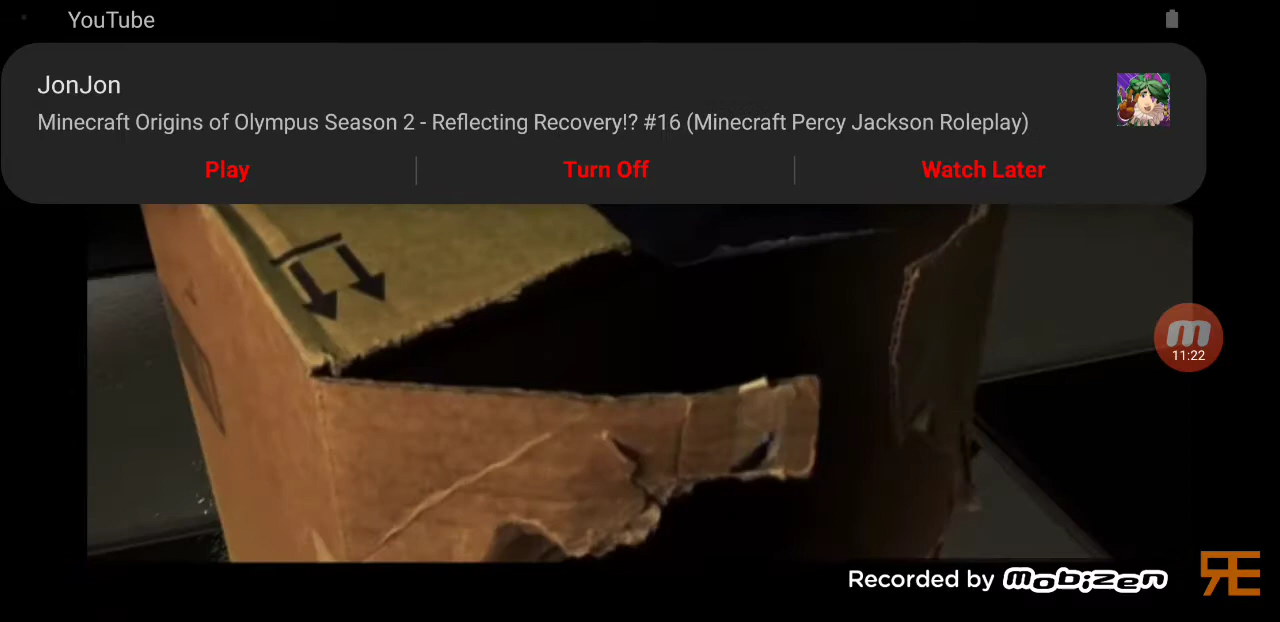 YouTube
JonJon
Minecraft Origins of Olympus Season 2 - Reflecting Recovery!? #16 (Minecraft Percy Jackson Roleplay)
Play
Turn Off
Watch Later
11:22
Recorded by mobizen
RE